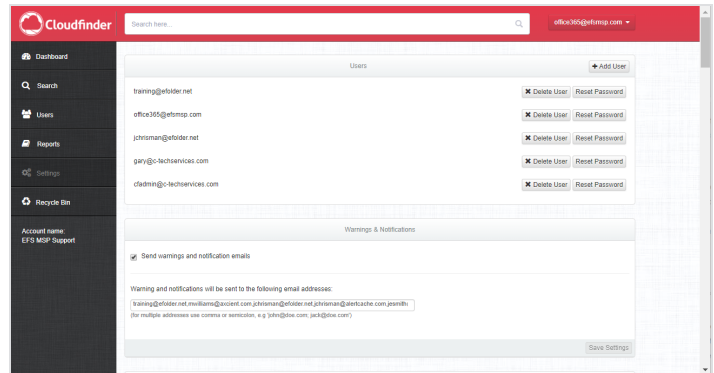 Cloudfinder
Search here...
office365@efsmsp.com
Dashboard
Search
Users
Reports
Settings
Recycle Bin
Account name:
EFS MSP Support
Users
Add User
training@efolder.net
Delete User Reset Password
office365@efsmsp.com
Delete User Reset Password
jchrisman@efolder.net
Delete User Reset Password
gary@c-techservices.com
Delete User Reset Password
cfadmin@c-techservices.com
Delete User Reset Password
Warnings & Notifications
Send warnings and notification emails
Warning and notifications will be sent to the following email addresses:
training@efolder.net,mwilliams@axcient.com,jchrisman@efolder.net,jchrisman@alertcache.com,jesmith
(for multiple addresses use comma or semicolon, e.g 'john@doe.com; jack@doe.com')
Save Settings